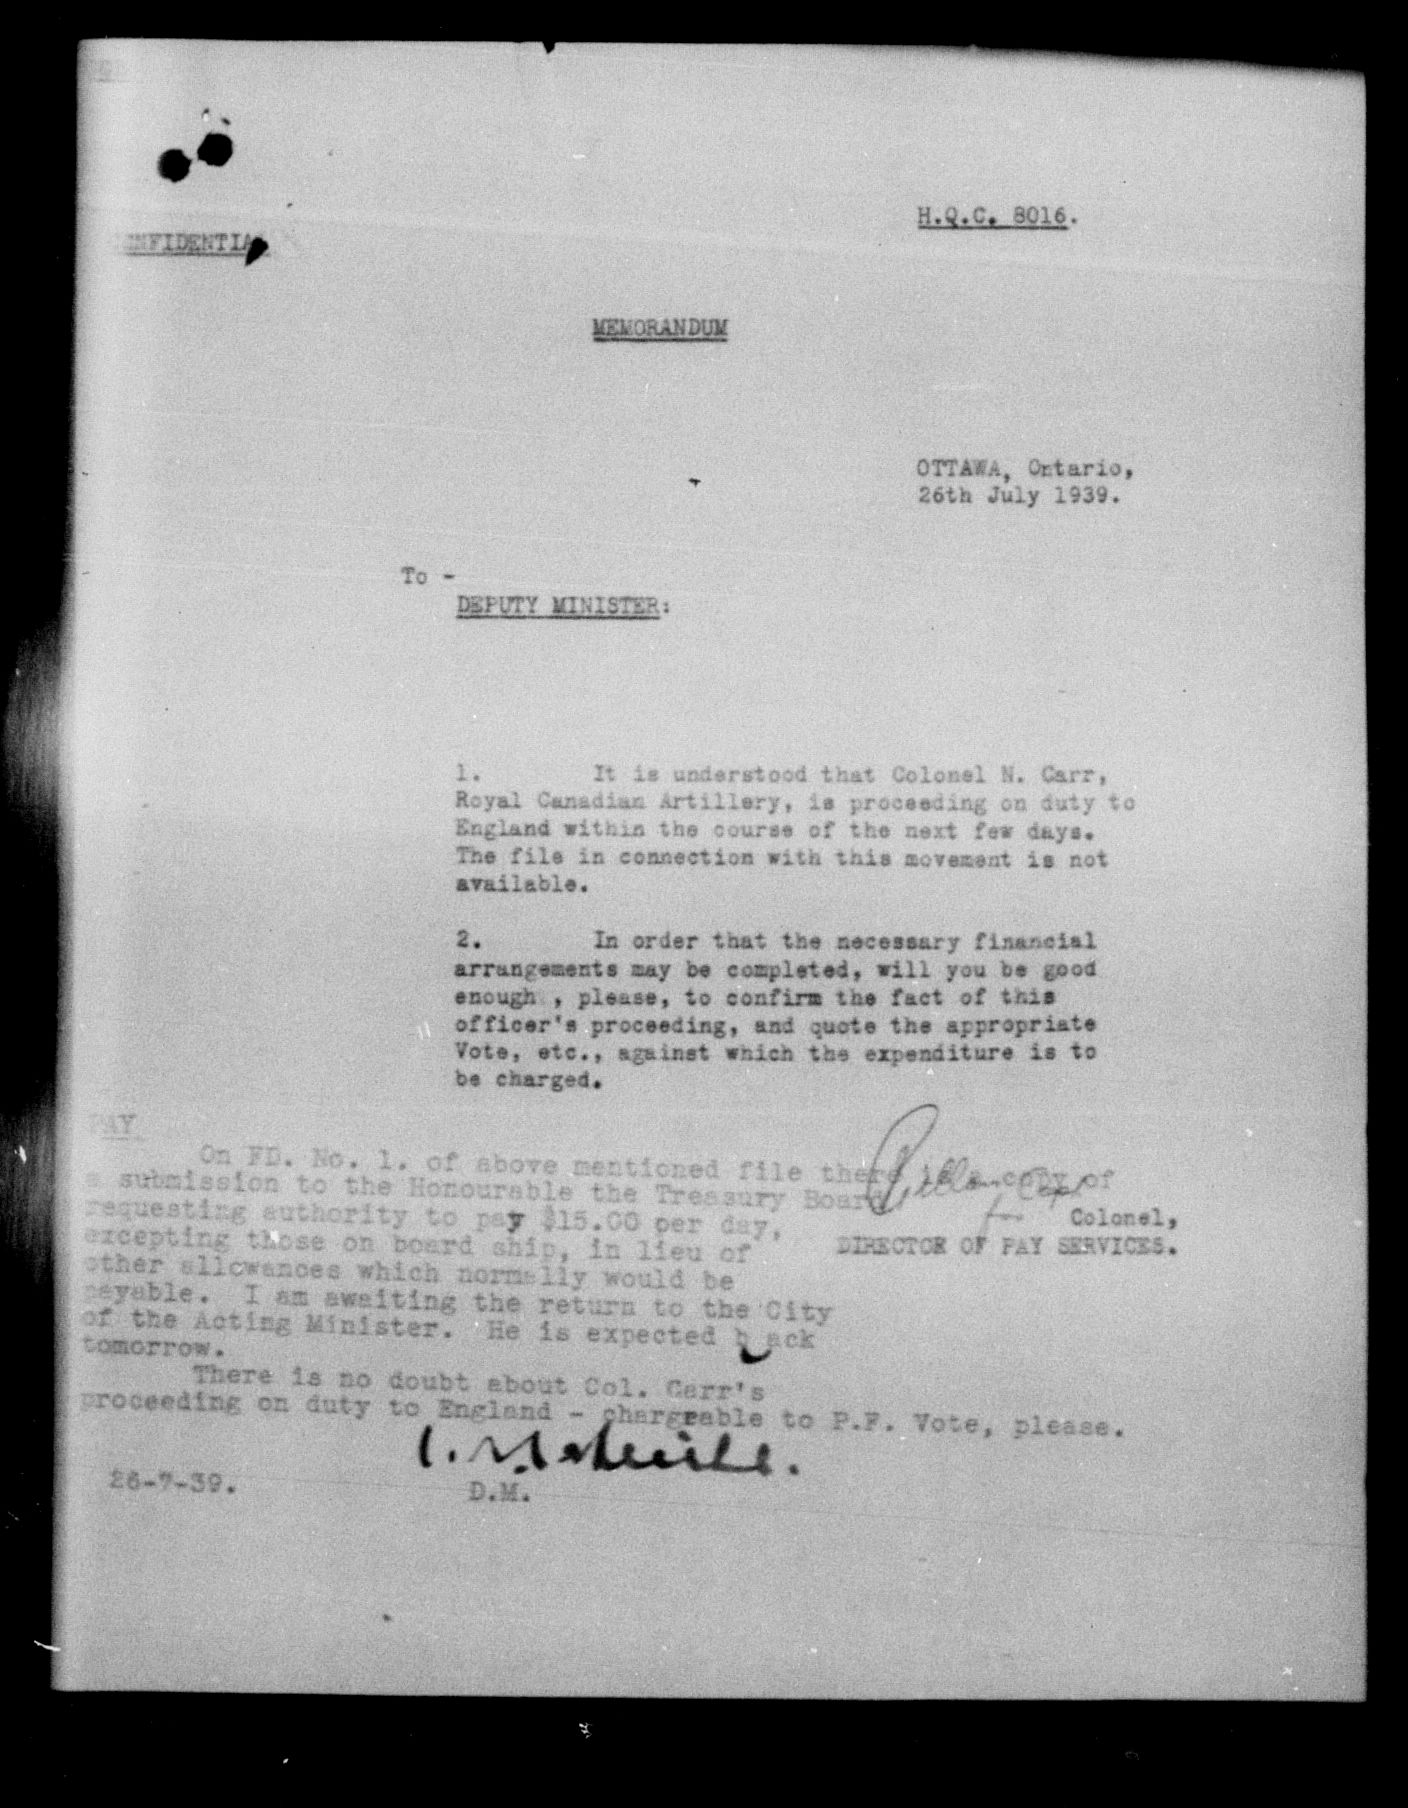 H.Q.C. 8016.
CONFIDENTIAL
MEMORANDUM
OTTAWA, Ontario,
26th July 1939.
To -
DEPUTY MINISTER:
1. It is understood that Colonel N. Carr,
Royal Canadian Artillery, is proceeding on duty to
England within the course of the next few days.
The file in connection with this movement is not
available.
2. In order that the necessary financial
arrangements may be completed, will you be good
enough , please, to confirm the fact of this
officer's proceeding, and quote the appropriate
Vote, etc., against which the expenditure is to
be charged.
Colonel,
DIRECTOR OF PAY SERVICES.
PAY
On FD. No. 1. of above mentioned file there is a copy of
a submission to the Honourable the Treasury Board
requesting authority to pay $15.00 per day,
excepting those on board ship, in lieu of
other allowances which normally would be
payable. I am awaiting the return to the City
of the Acting Minister. He is expected b ack
tomorrow.
There is no doubt about Col. Carr's
proceeding on duty to England - chargeable to P.F. Vote, please.
26-7-39.
D.M.